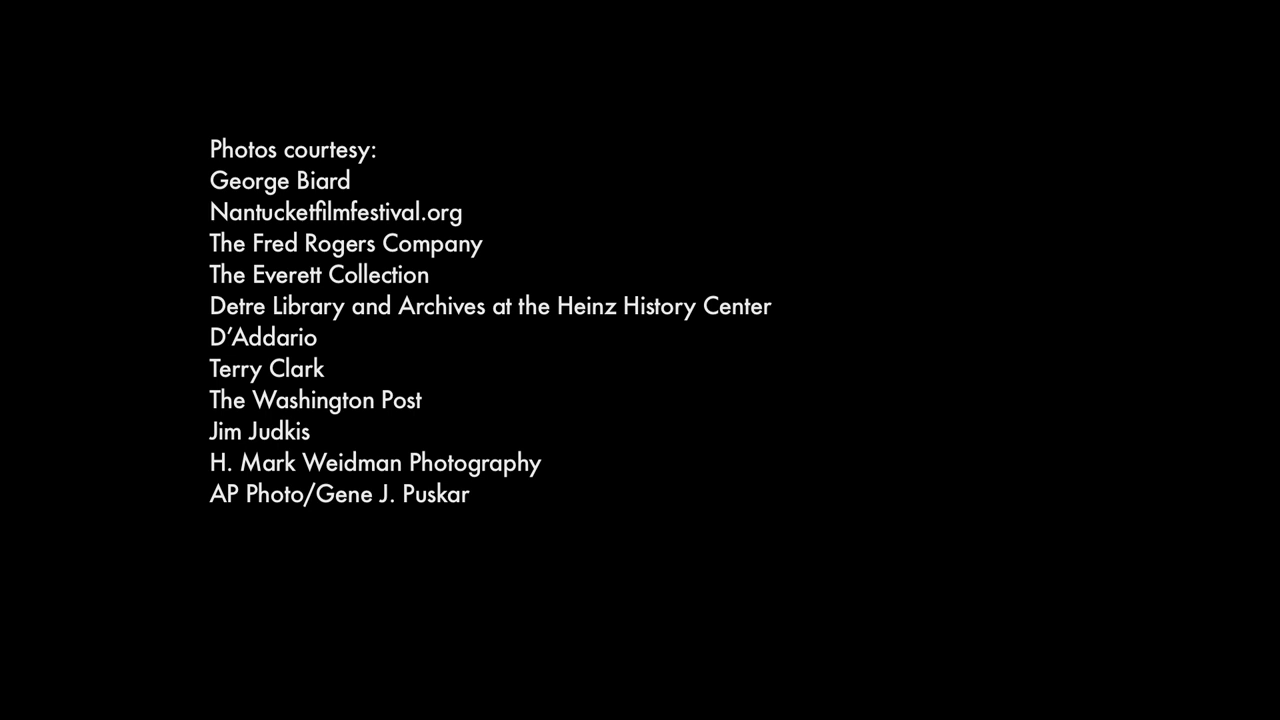 Photos courtesy:
George Biard
Nantucketfilmfestival.org
The Fred Rogers Company
The Everett Collection
Detre Library and Archives at the Heinz History Center
D’Addario
Terry Clark
The Washington Post
Jim Judkis
H. Mark Weidman Photography
AP Photo/Gene J. Puskar